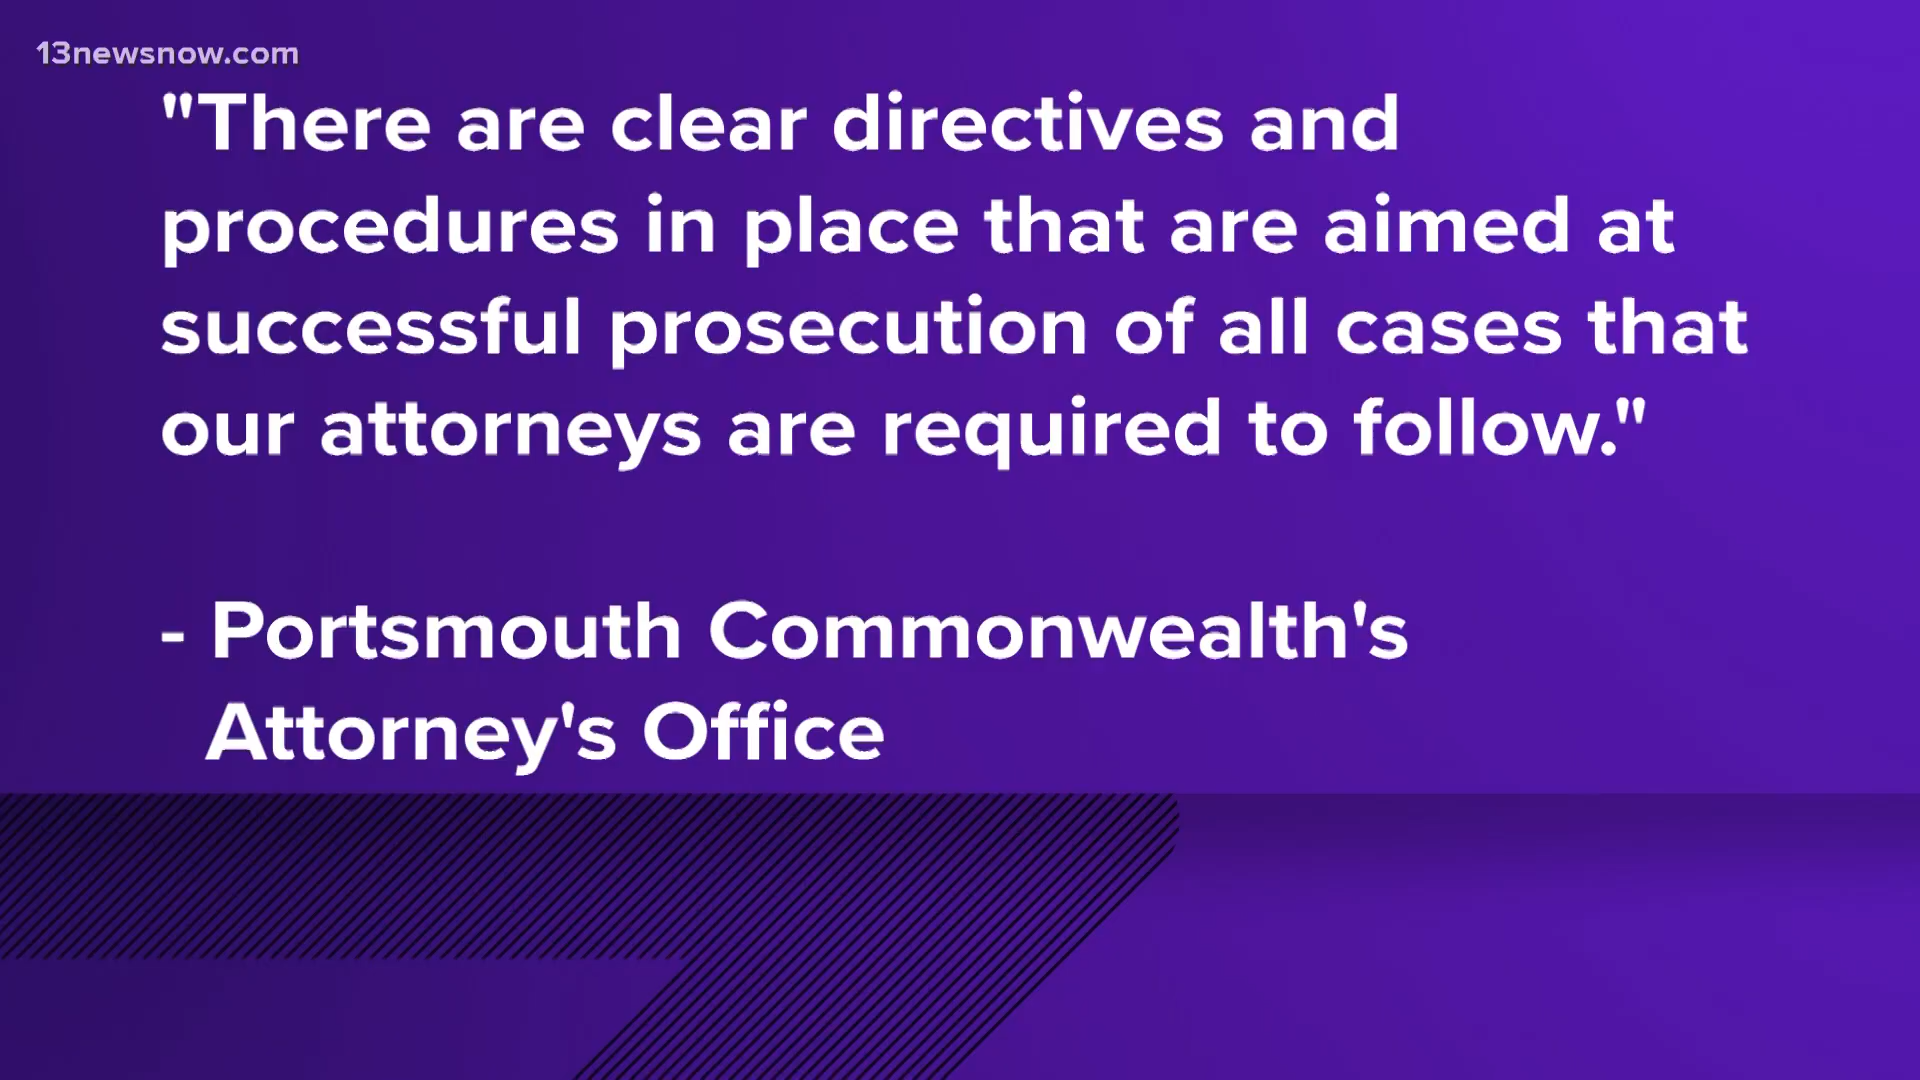 13newsnow.com
"There are clear directives and
procedures in place that are aimed at
successful prosecution of all cases that
our attorneys are required to follow."
- Portsmouth Commonwealth's
Attorney's Office